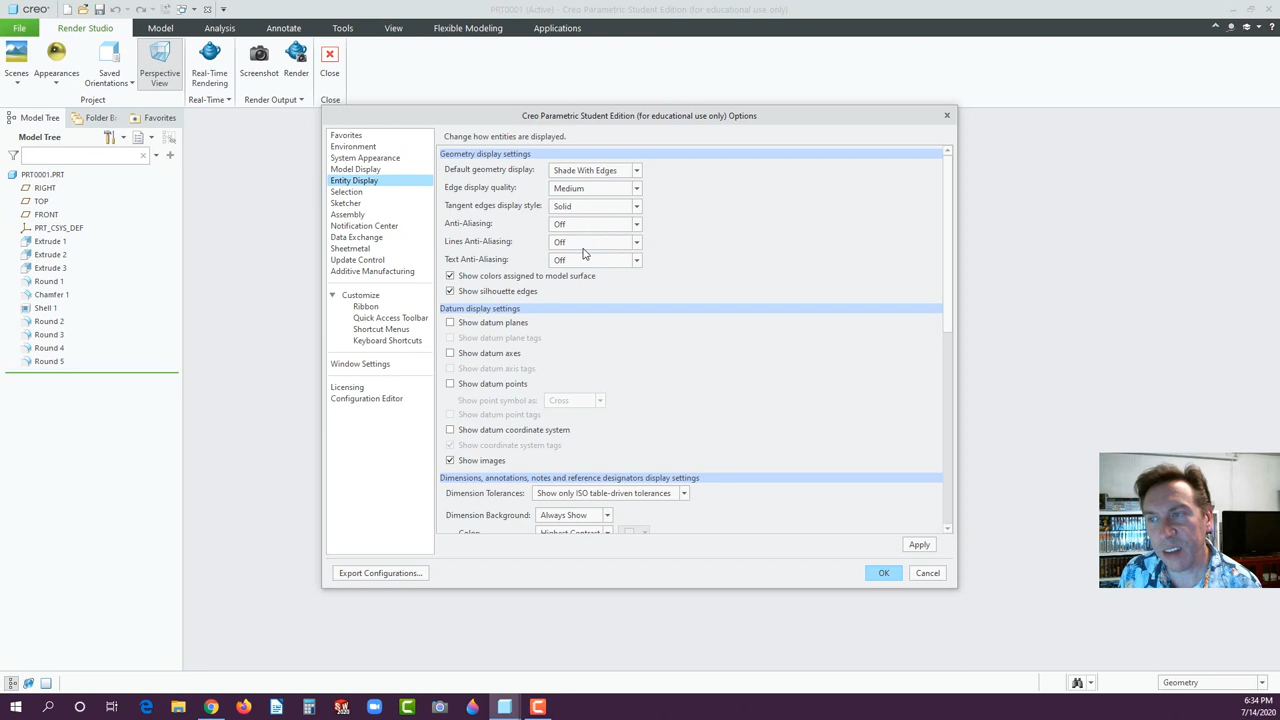 creo
PRT0001 (Active) - Creo Parametric Student Edition (for educational use only)
File
Render Studio
Model
Analysis
Annotate
Tools
View
Flexible Modeling
Applications
Scenes
Appearances
Saved Orientations
Perspective View
Real-Time Rendering
Screenshot
Render
Close
Project
Real-Time
Render Output
Close
Model Tree
Folder B
Favorites
Model Tree
PRT0001.PRT
RIGHT
TOP
FRONT
PRT_CSYS_DEF
Extrude 1
Extrude 2
Extrude 3
Round 1
Chamfer 1
Shell 1
Round 2
Round 3
Round 4
Round 5
Creo Parametric Student Edition (for educational use only) Options
Favorites
Environment
System Appearance
Model Display
Entity Display
Selection
Sketcher
Assembly
Notification Center
Data Exchange
Sheetmetal
Update Control
Additive Manufacturing
Customize
Ribbon
Quick Access Toolbar
Shortcut Menus
Keyboard Shortcuts
Window Settings
Licensing
Configuration Editor
Change how entities are displayed.
Geometry display settings
Default geometry display: Shade With Edges
Edge display quality: Medium
Tangent edges display style: Solid
Anti-Aliasing: Off
Lines Anti-Aliasing: Off
Text Anti-Aliasing: Off
Show colors assigned to model surface
Show silhouette edges
Datum display settings
Show datum planes
Show datum plane tags
Show datum axes
Show datum axis tags
Show datum points
Show point symbol as: Cross
Show datum point tags
Show datum coordinate system
Show coordinate system tags
Show images
Dimensions, annotations, notes and reference designators display settings
Dimension Tolerances: Show only ISO table-driven tolerances
Dimension Background: Always Show
Color: Highest Contrast
Apply
Export Configurations...
OK
Cancel
Geometry
6:34 PM
7/14/2020